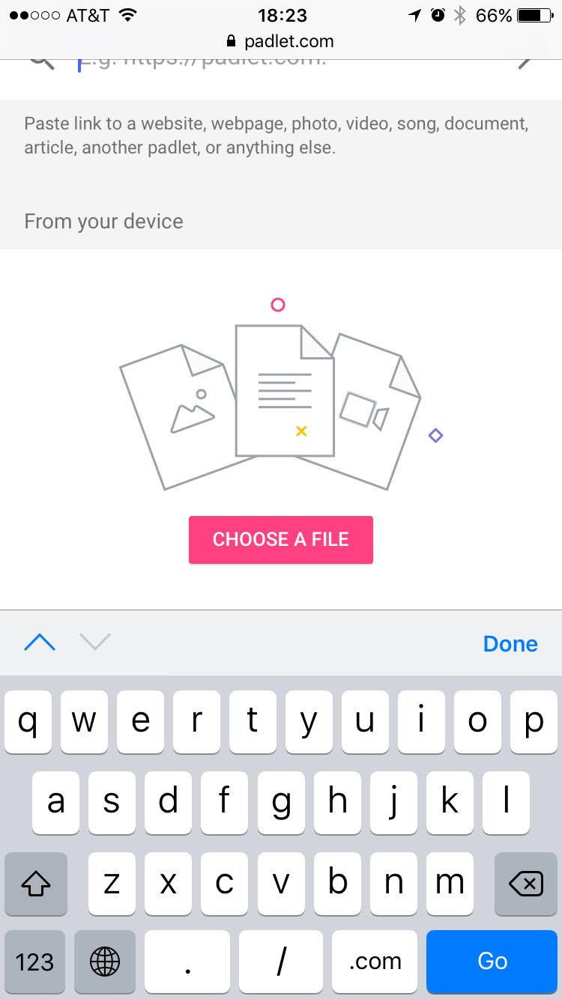 AT&T 18:23 66%
padlet.com
E.g. https://padlet.com.
Paste link to a website, webpage, photo, video, song, document,
article, another padlet, or anything else.
From your device
CHOOSE A FILE
Done
q w e r t y u i o p
a s d f g h j k l
z x c v b n m
123 . / .com Go